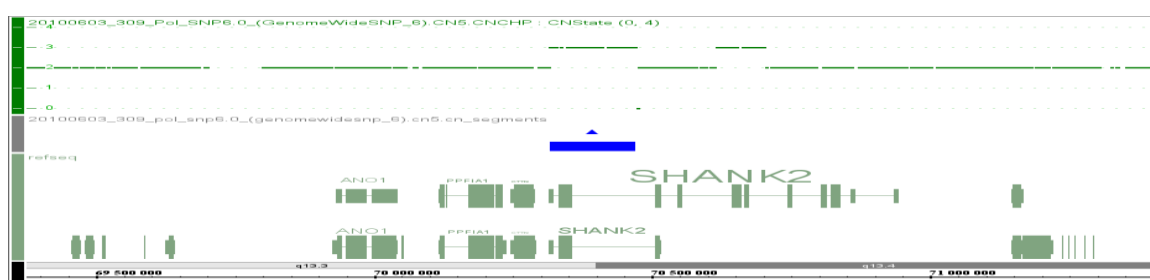 20100603_309_Pol_SNP6.0_(GenomeWideSNP_6).CN5.CNCHP : CNState (0, 4)
4
3
2
1
0
20100603_309_pol_snp6.0_(genomewidesnp_6).cn5.cn_segments
refseq
SHANK2
ANO1 PPFIA1
ANO1 PPFIA1 SHANK2
q13.3 q13.4
69 500 000 70 000 000 70 500 000 71 000 000